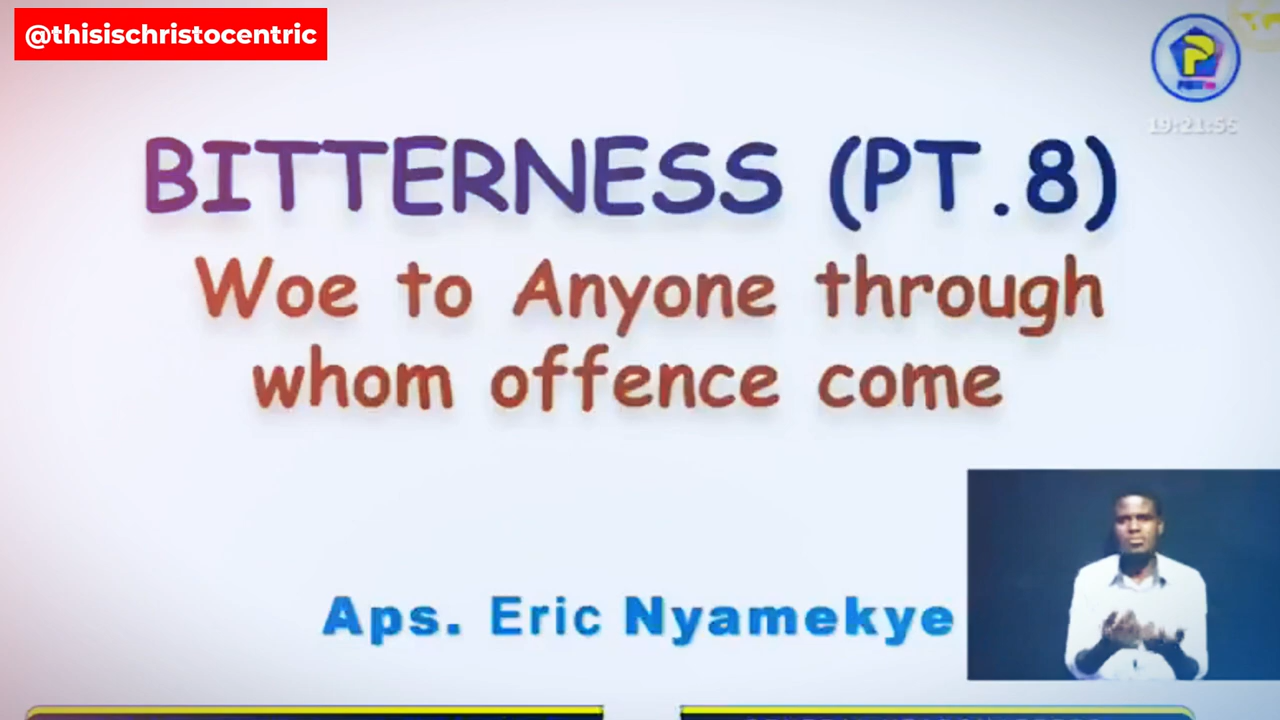 @thisischristocentric
BITTERNESS (PT.8)
Woe to Anyone through
whom offence come
Aps. Eric Nyamekye